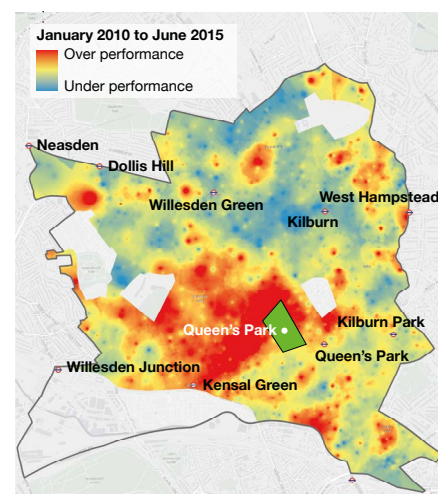 January 2010 to June 2015
Over performance
Under performance
Neasden
Dollis Hill
Willesden Green
West Hampstead
Kilburn
Queen's Park
Kilburn Park
Queen's Park
Willesden Junction
Kensal Green